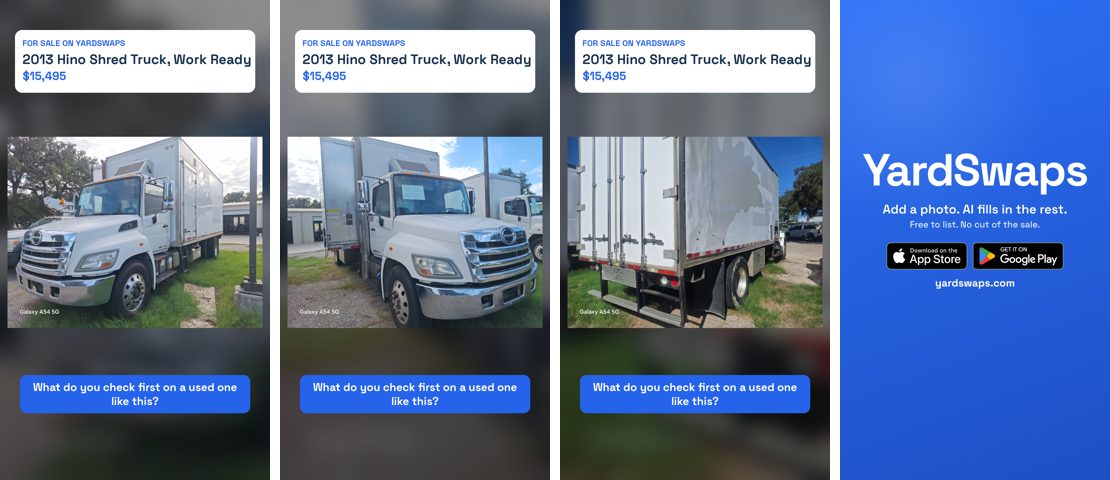 FOR SALE ON YARDSWAPS
2013 Hino Shred Truck, Work Ready
$15,495
Galaxy A54 5G
What do you check first on a used one
like this?
FOR SALE ON YARDSWAPS
2013 Hino Shred Truck, Work Ready
$15,495
Galaxy A54 5G
What do you check first on a used one
like this?
FOR SALE ON YARDSWAPS
2013 Hino Shred Truck, Work Ready
$15,495
Galaxy A54 5G
What do you check first on a used one
like this?
YardSwaps
Add a photo. AI fills in the rest.
Free to list. No cut of the sale.
Download on the
App Store
GET IT ON
Google Play
yardswaps.com